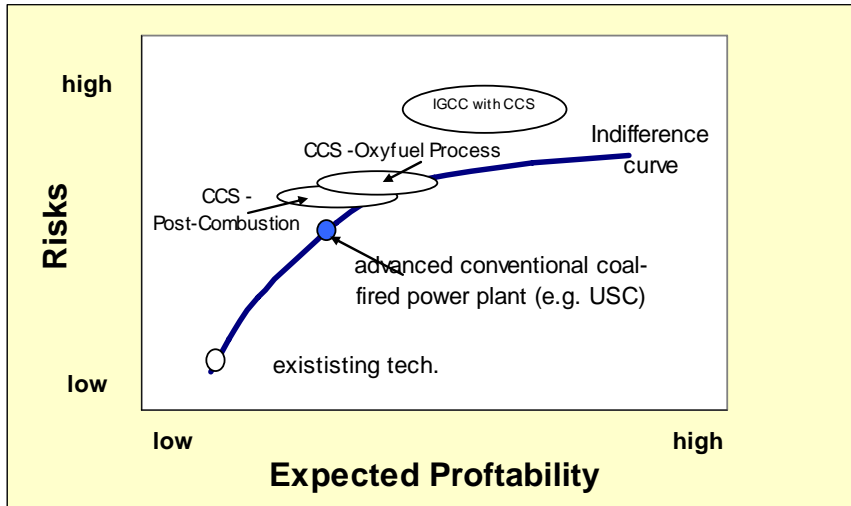 high
IGCC with CCS
Indifference
curve
CCS -Oxyfuel Process
CCS -
Post-Combustion
Risks
advanced conventional coal-
fired power plant (e.g. USC)
exististing tech.
low
low
high
Expected Proftability